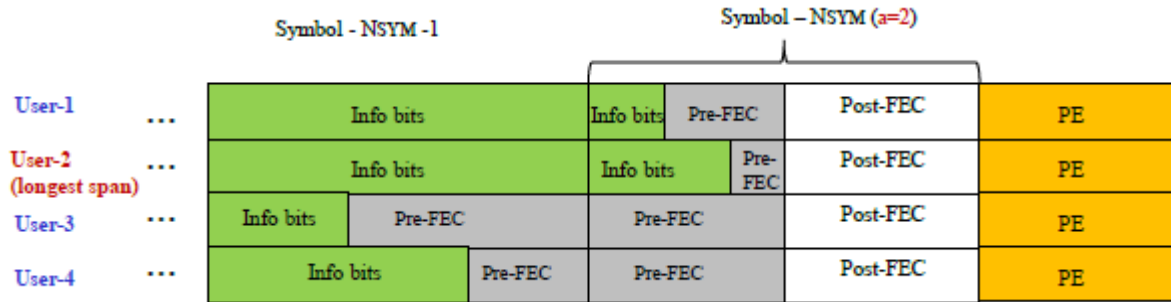 Symbol - NSYM -1
Symbol – NSYM (a=2)
User-1 ... Info bits Info bits Pre-FEC Post-FEC PE
User-2 ... Info bits Info bits Pre-FEC Post-FEC PE
(longest span)
User-3 ... Info bits Pre-FEC Pre-FEC Post-FEC PE
User-4 ... Info bits Pre-FEC Pre-FEC Post-FEC PE